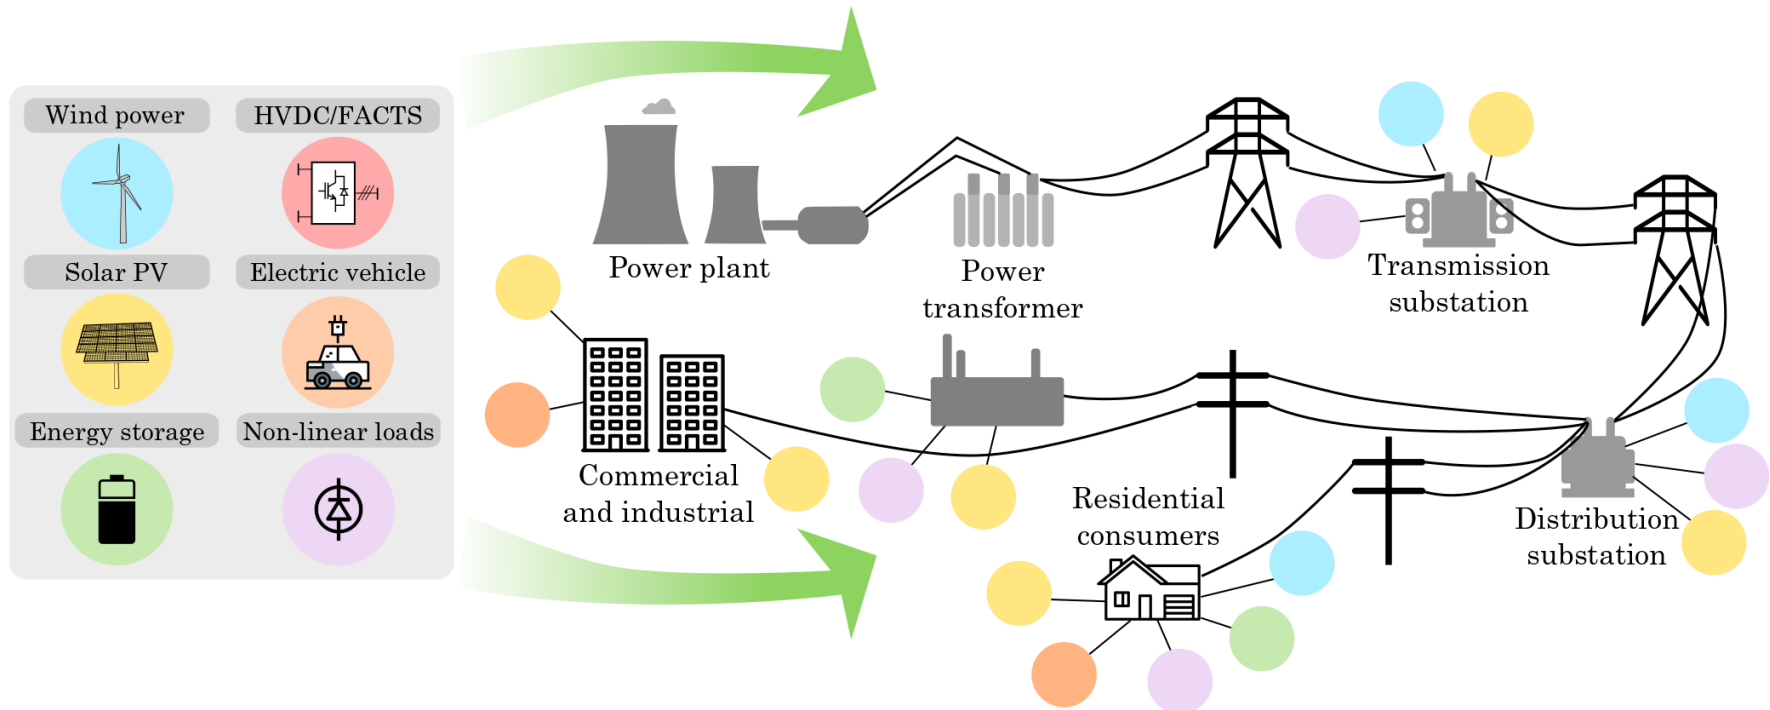 Wind power
HVDC/FACTS
Solar PV
Electric vehicle
Energy storage
Non-linear loads
Power plant
Power
transformer
Transmission
substation
Commercial
and industrial
Residential
consumers
Distribution
substation